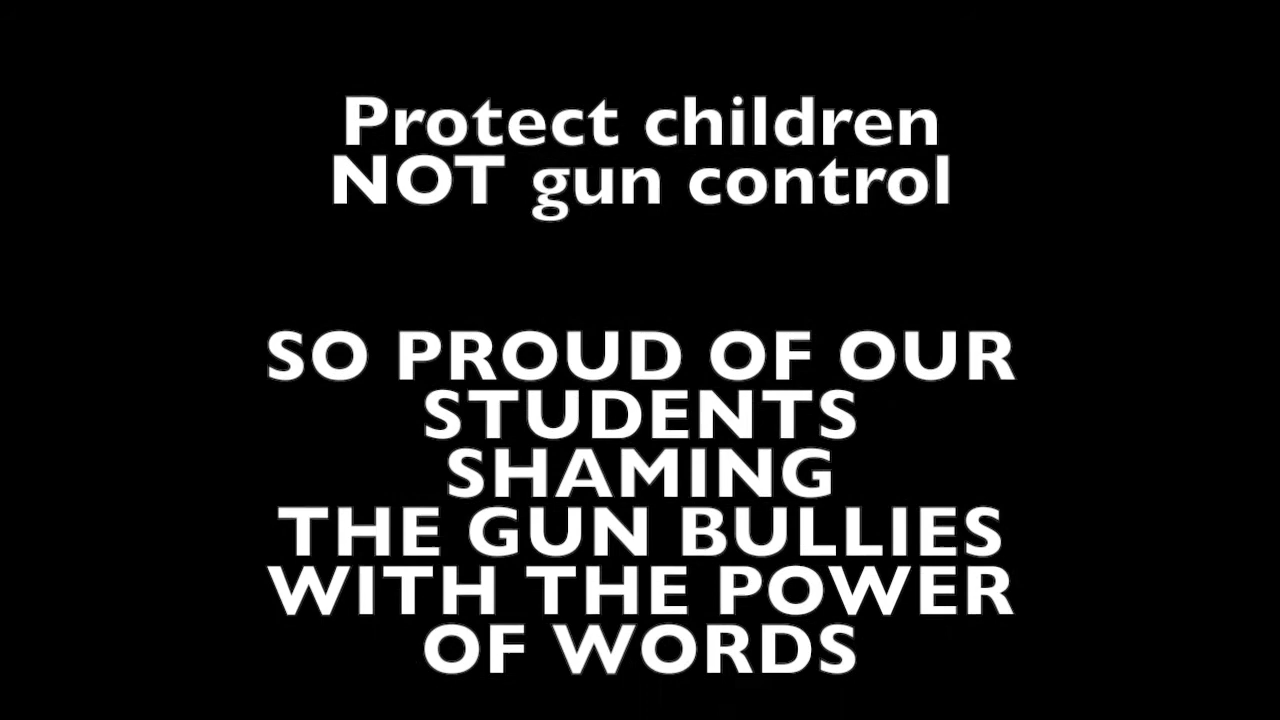 Protect children
NOT gun control
SO PROUD OF OUR
STUDENTS
SHAMING
THE GUN BULLIES
WITH THE POWER
OF WORDS